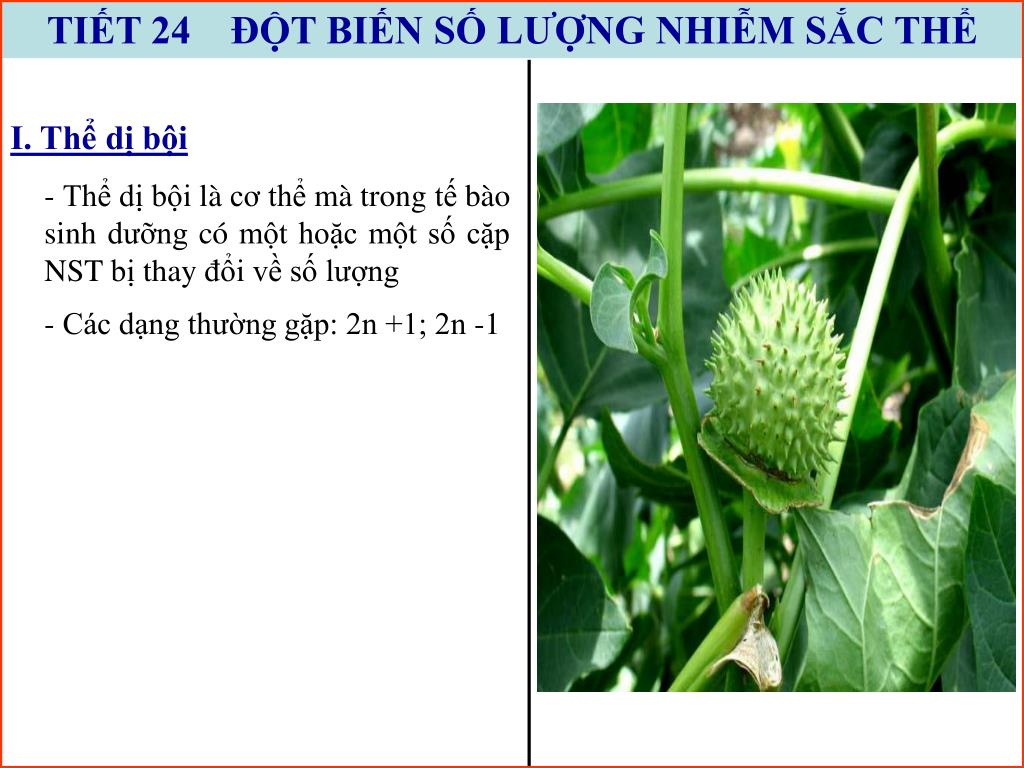 TIẾT 24 ĐỘT BIẾN SỐ LƯỢNG NHIỄM SẮC THỂ
I. Thể dị bội
- Thể dị bội là cơ thể mà trong tế bào
sinh dưỡng có một hoặc một số cặp
NST bị thay đổi về số lượng
- Các dạng thường gặp: 2n +1; 2n -1